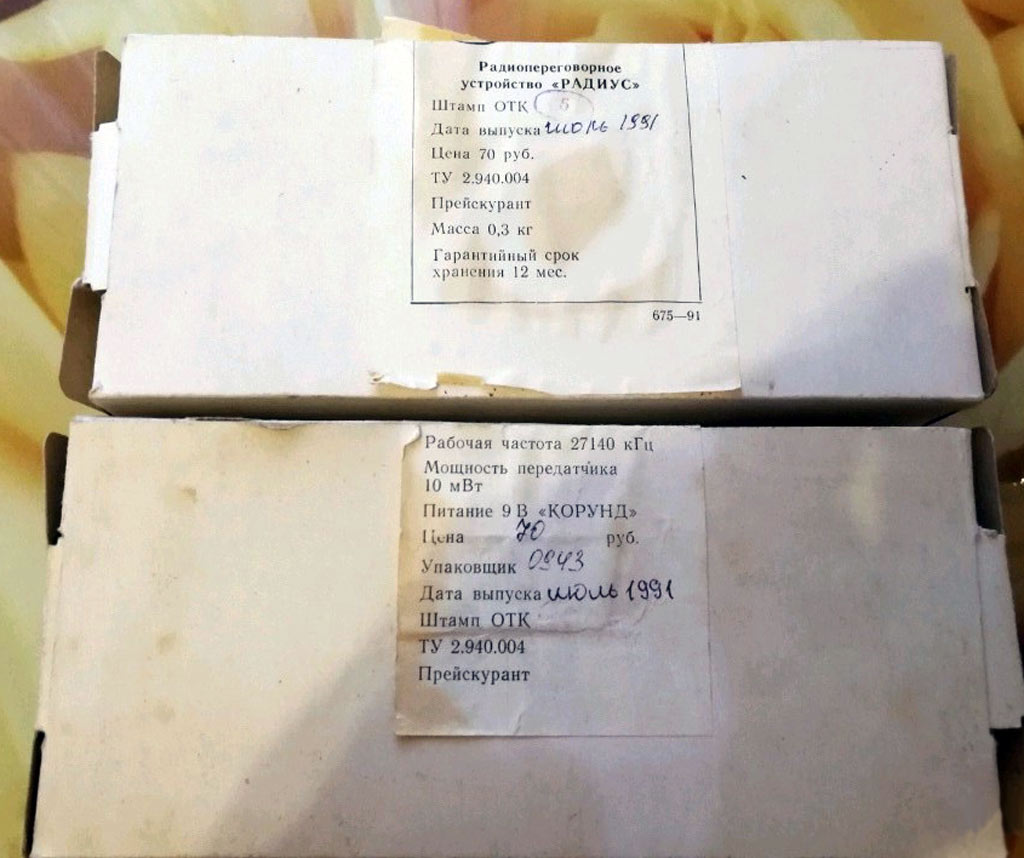 Радиопереговорное
устройство «РАДИУС»
Штамп ОТК 5
Дата выпуска июль 1991
Цена 70 руб.
ТУ 2.940.004
Прейскурант
Масса 0,3 кг
Гарантийный срок
хранения 12 мес.
675—91
Рабочая частота 27140 кГц
Мощность передатчика
10 мВт
Питание 9 В «КОРУНД»
Цена 70 руб.
Упаковщик 0943
Дата выпуска июль 1991
Штамп ОТК
ТУ 2.940.004
Прейскурант